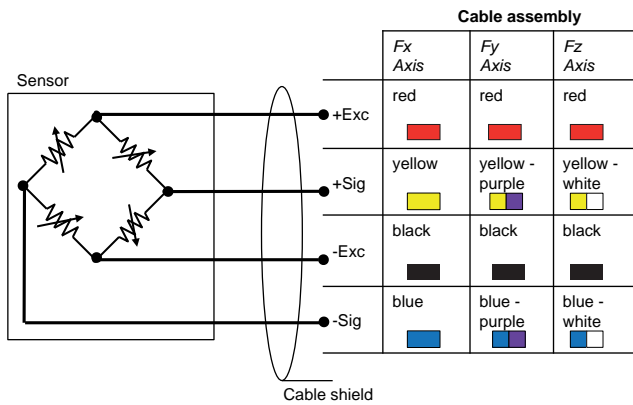 Cable assembly
Fx Fy Fz
Axis Axis Axis
Sensor
+Exc red red red
+Sig yellow yellow - yellow -
purple white
-Exc black black black
-Sig blue blue - blue -
purple white
Cable shield